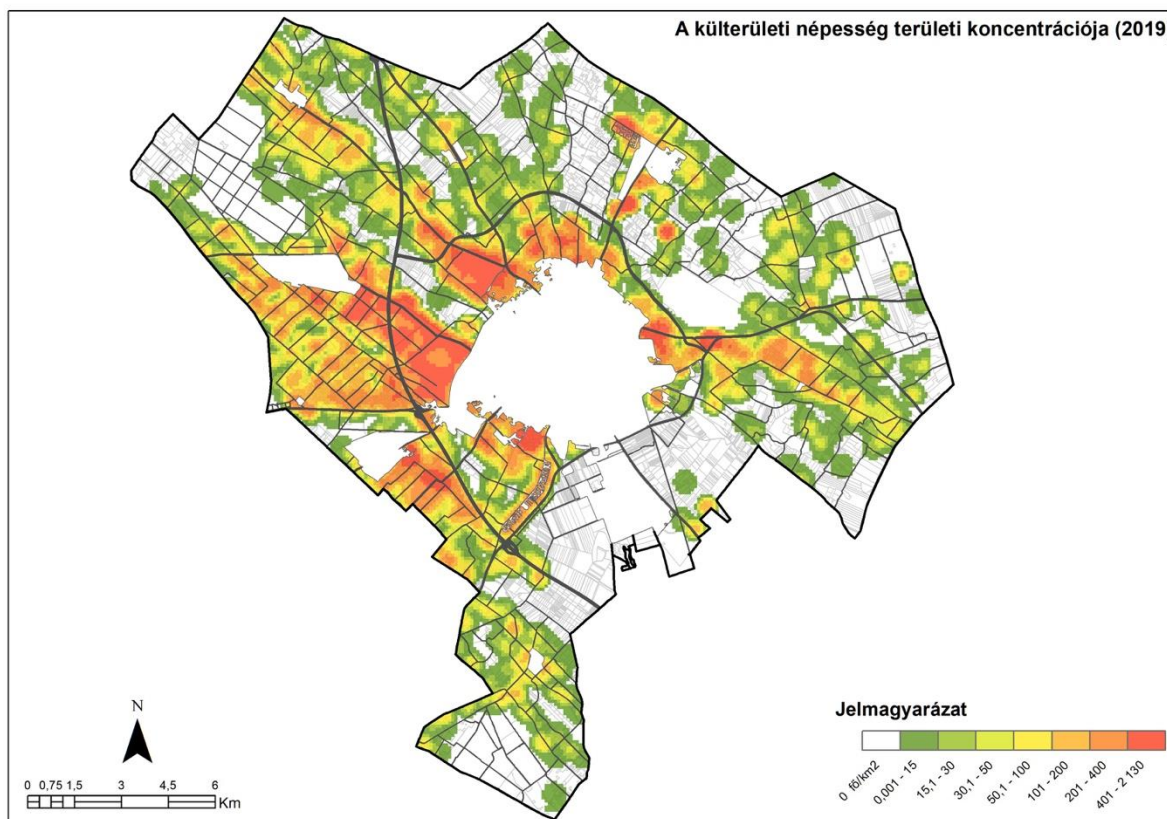 A külterületi népesség területi koncentrációja (2019
N
0 0,75 1,5 3 4,5 6
Km
Jelmagyarázat
0 fő/km2
0,001 - 15
15,1 - 30
30,1 - 50
50,1 - 100
101 - 200
201 - 400
401 - 2 130